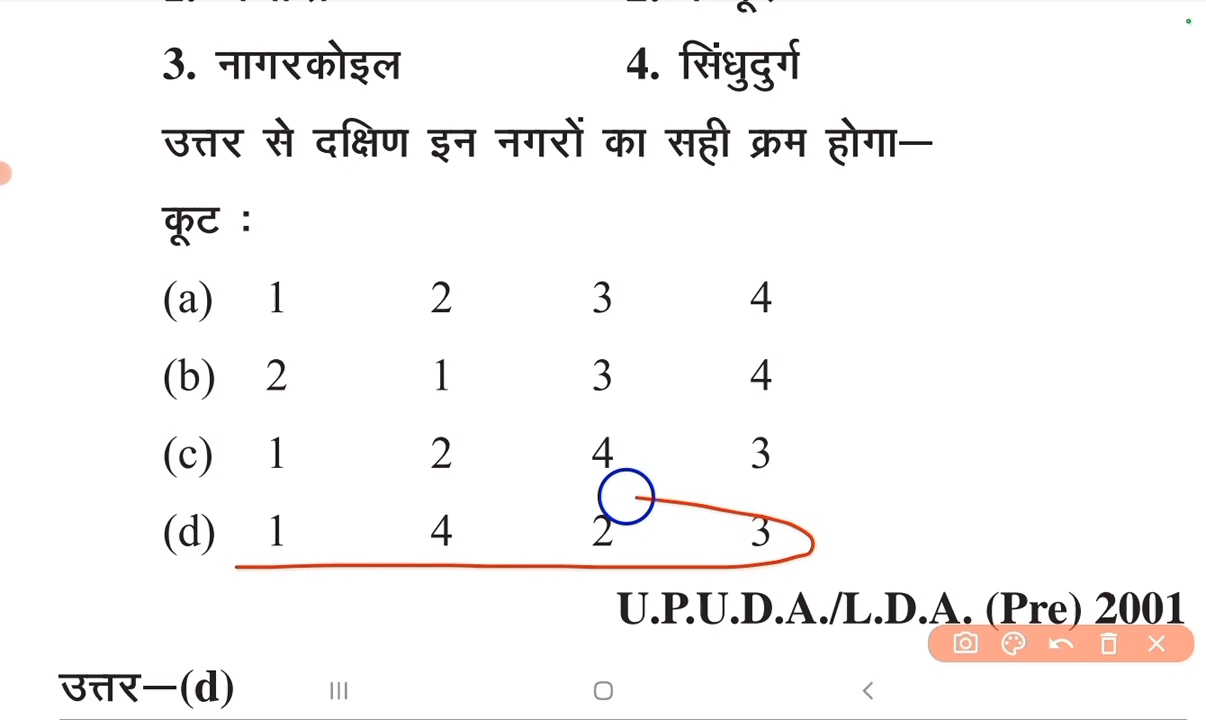 3. नागरकोइल 4. सिंधुदुर्ग
उत्तर से दक्षिण इन नगरों का सही क्रम होगा—
कूट :
(a) 1 2 3 4
(b) 2 1 3 4
(c) 1 2 4 3
(d) 1 4 2 3
U.P.U.D.A./L.D.A. (Pre) 2001
उत्तर—(d)